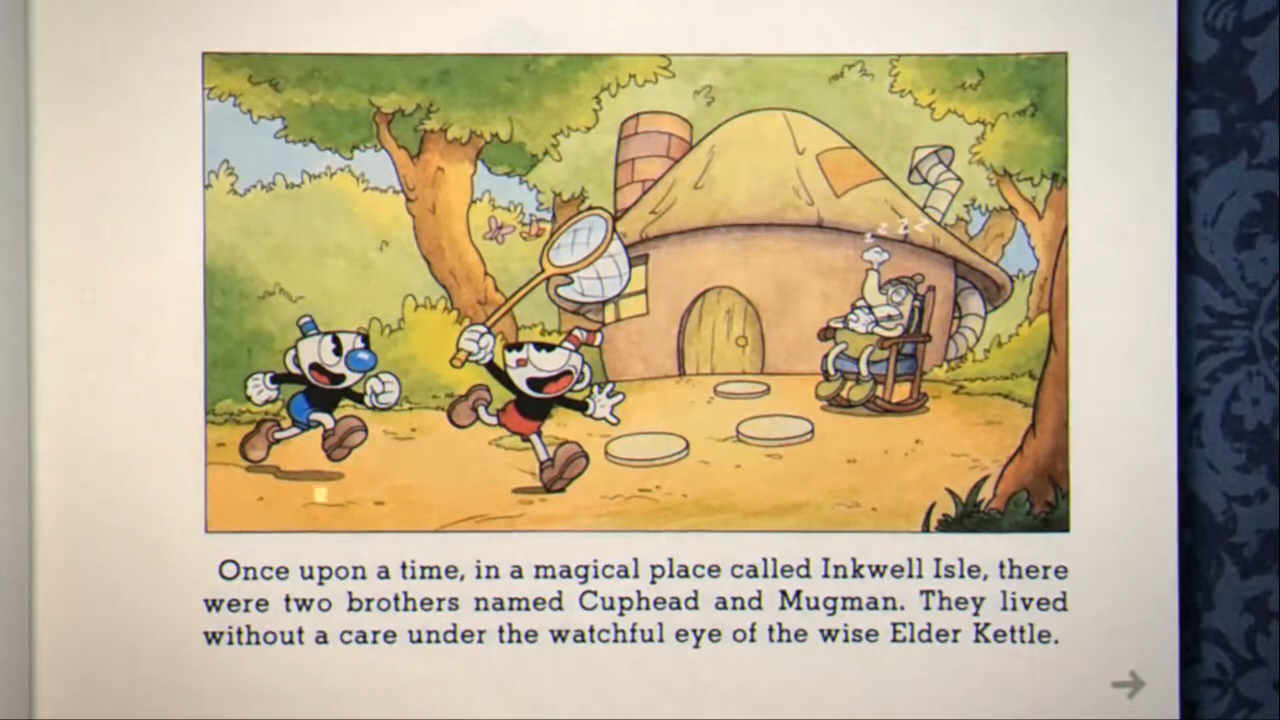 z z z z
Once upon a time, in a magical place called Inkwell Isle, there
were two brothers named Cuphead and Mugman. They lived
without a care under the watchful eye of the wise Elder Kettle.